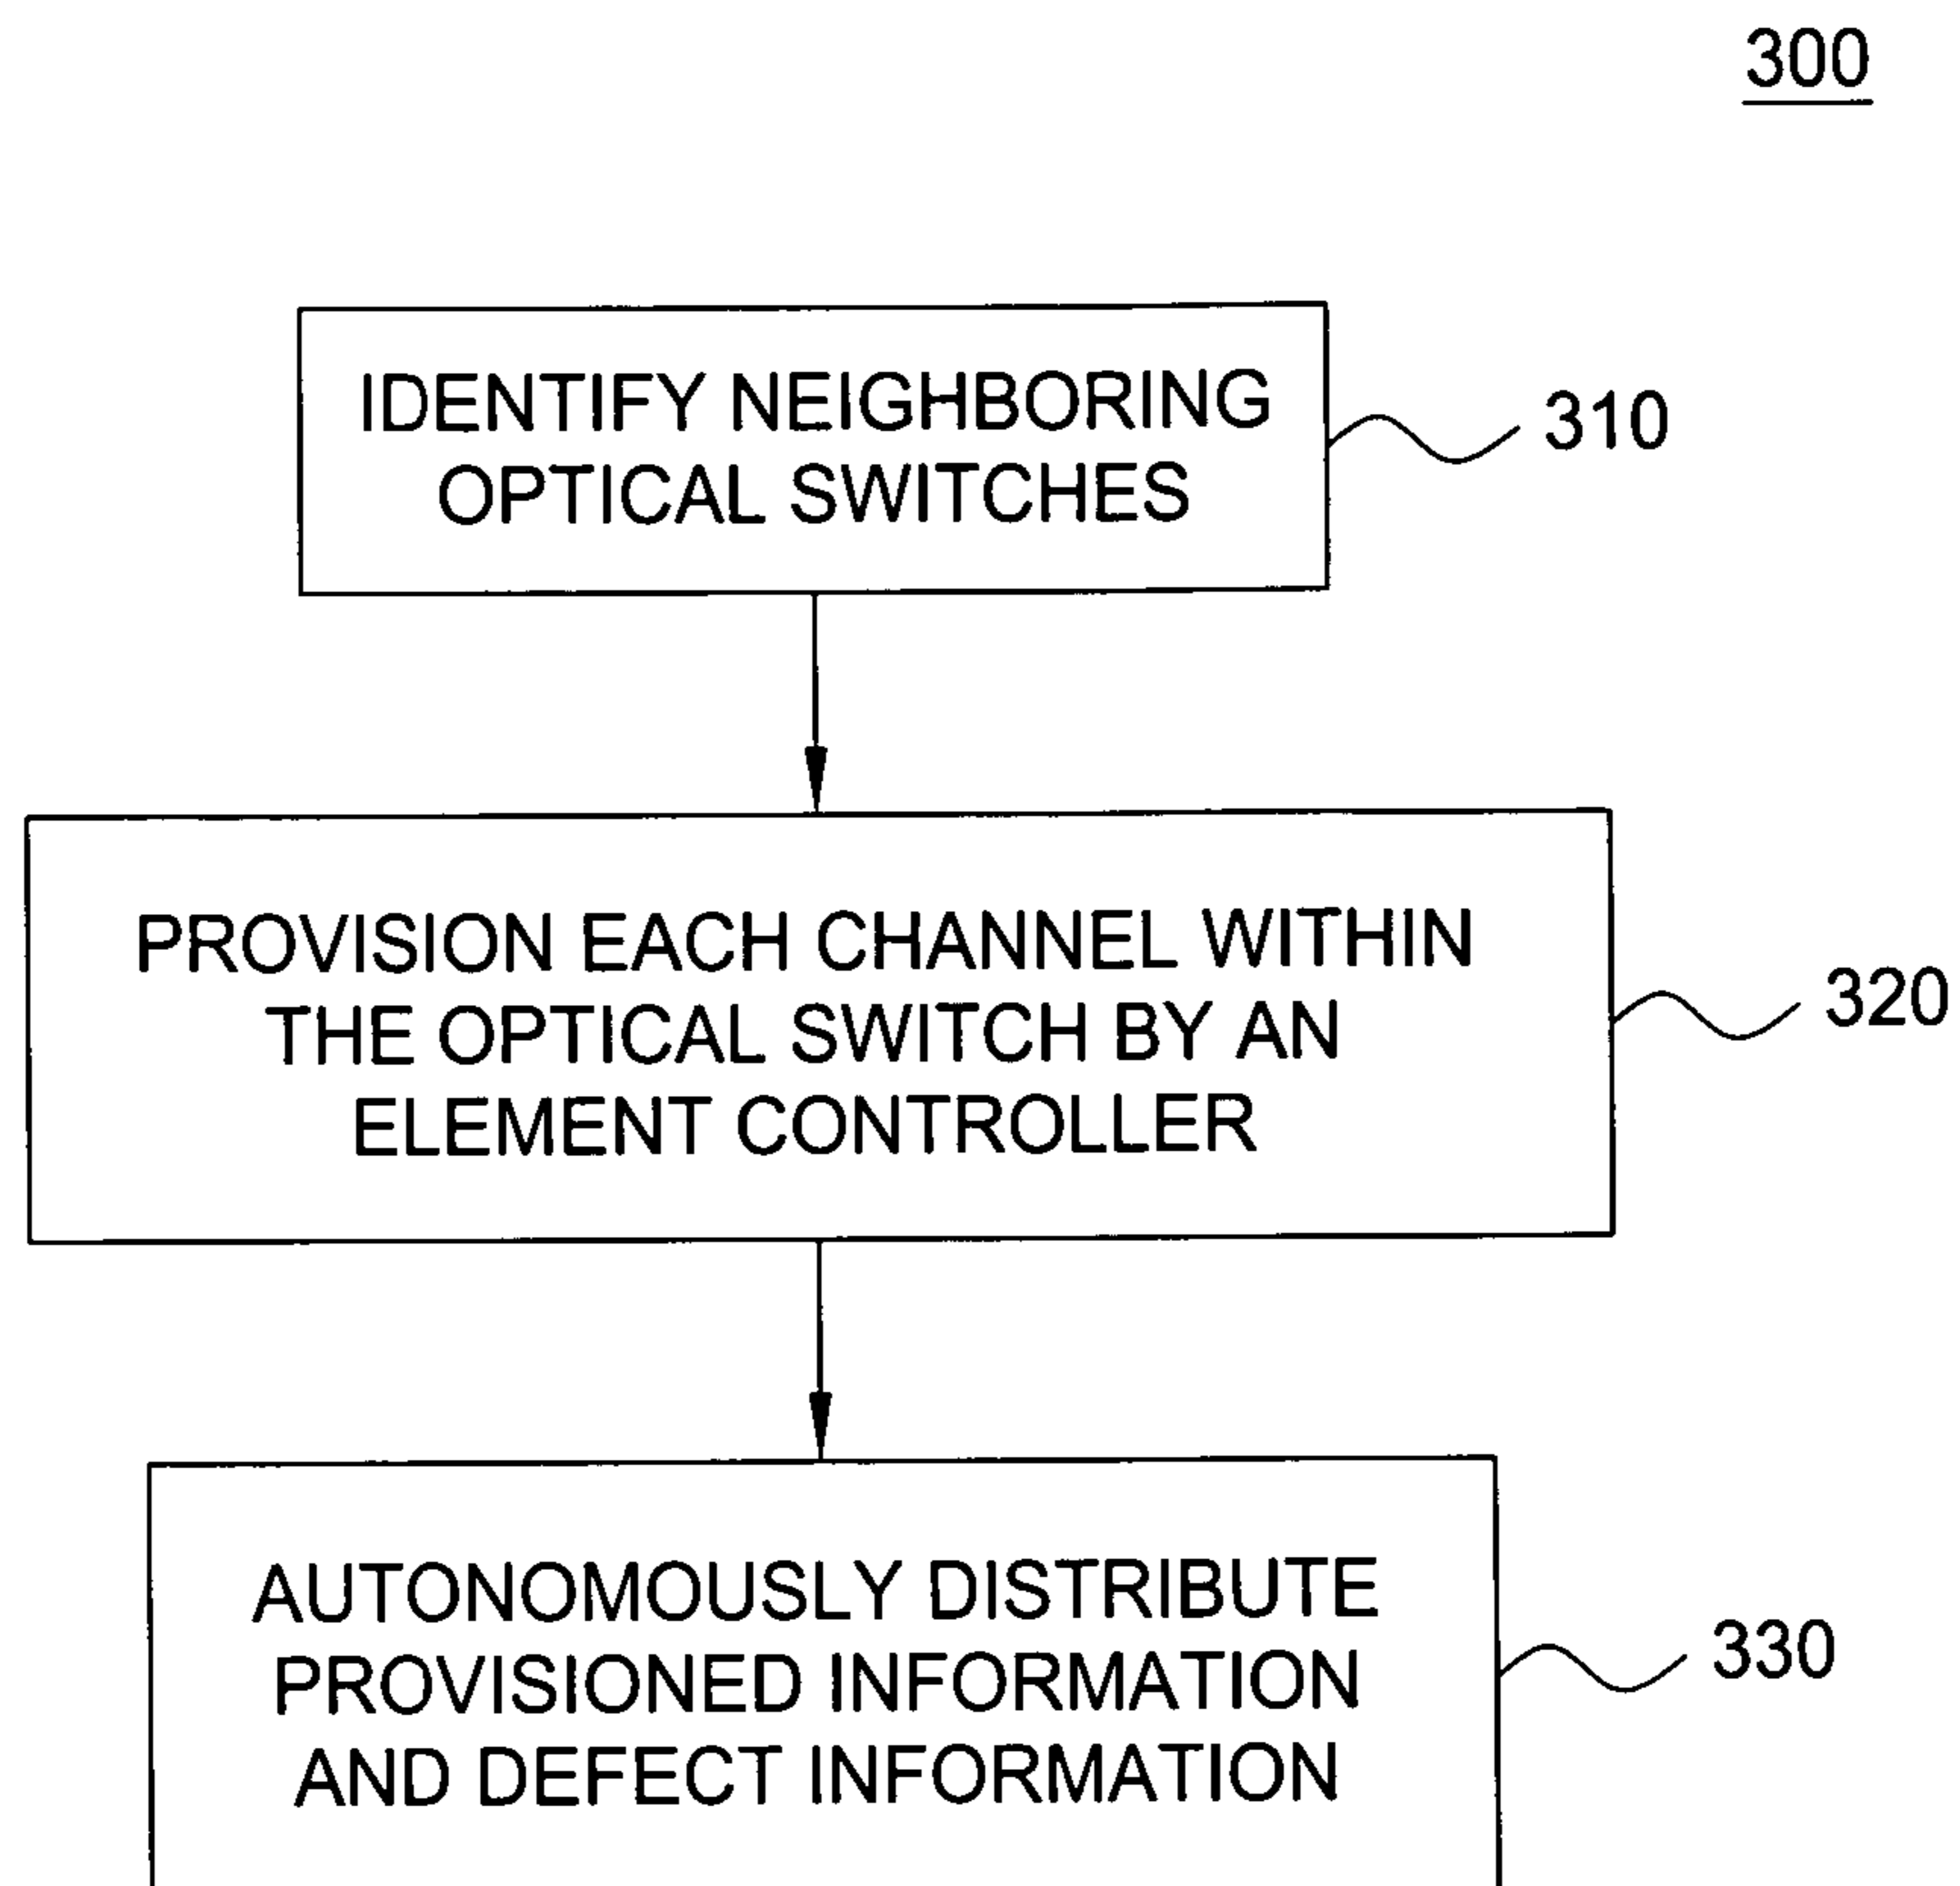 300
IDENTIFY NEIGHBORING
OPTICAL SWITCHES
310
PROVISION EACH CHANNEL WITHIN
THE OPTICAL SWITCH BY AN
ELEMENT CONTROLLER
320
AUTONOMOUSLY DISTRIBUTE
PROVISIONED INFORMATION
AND DEFECT INFORMATION
330